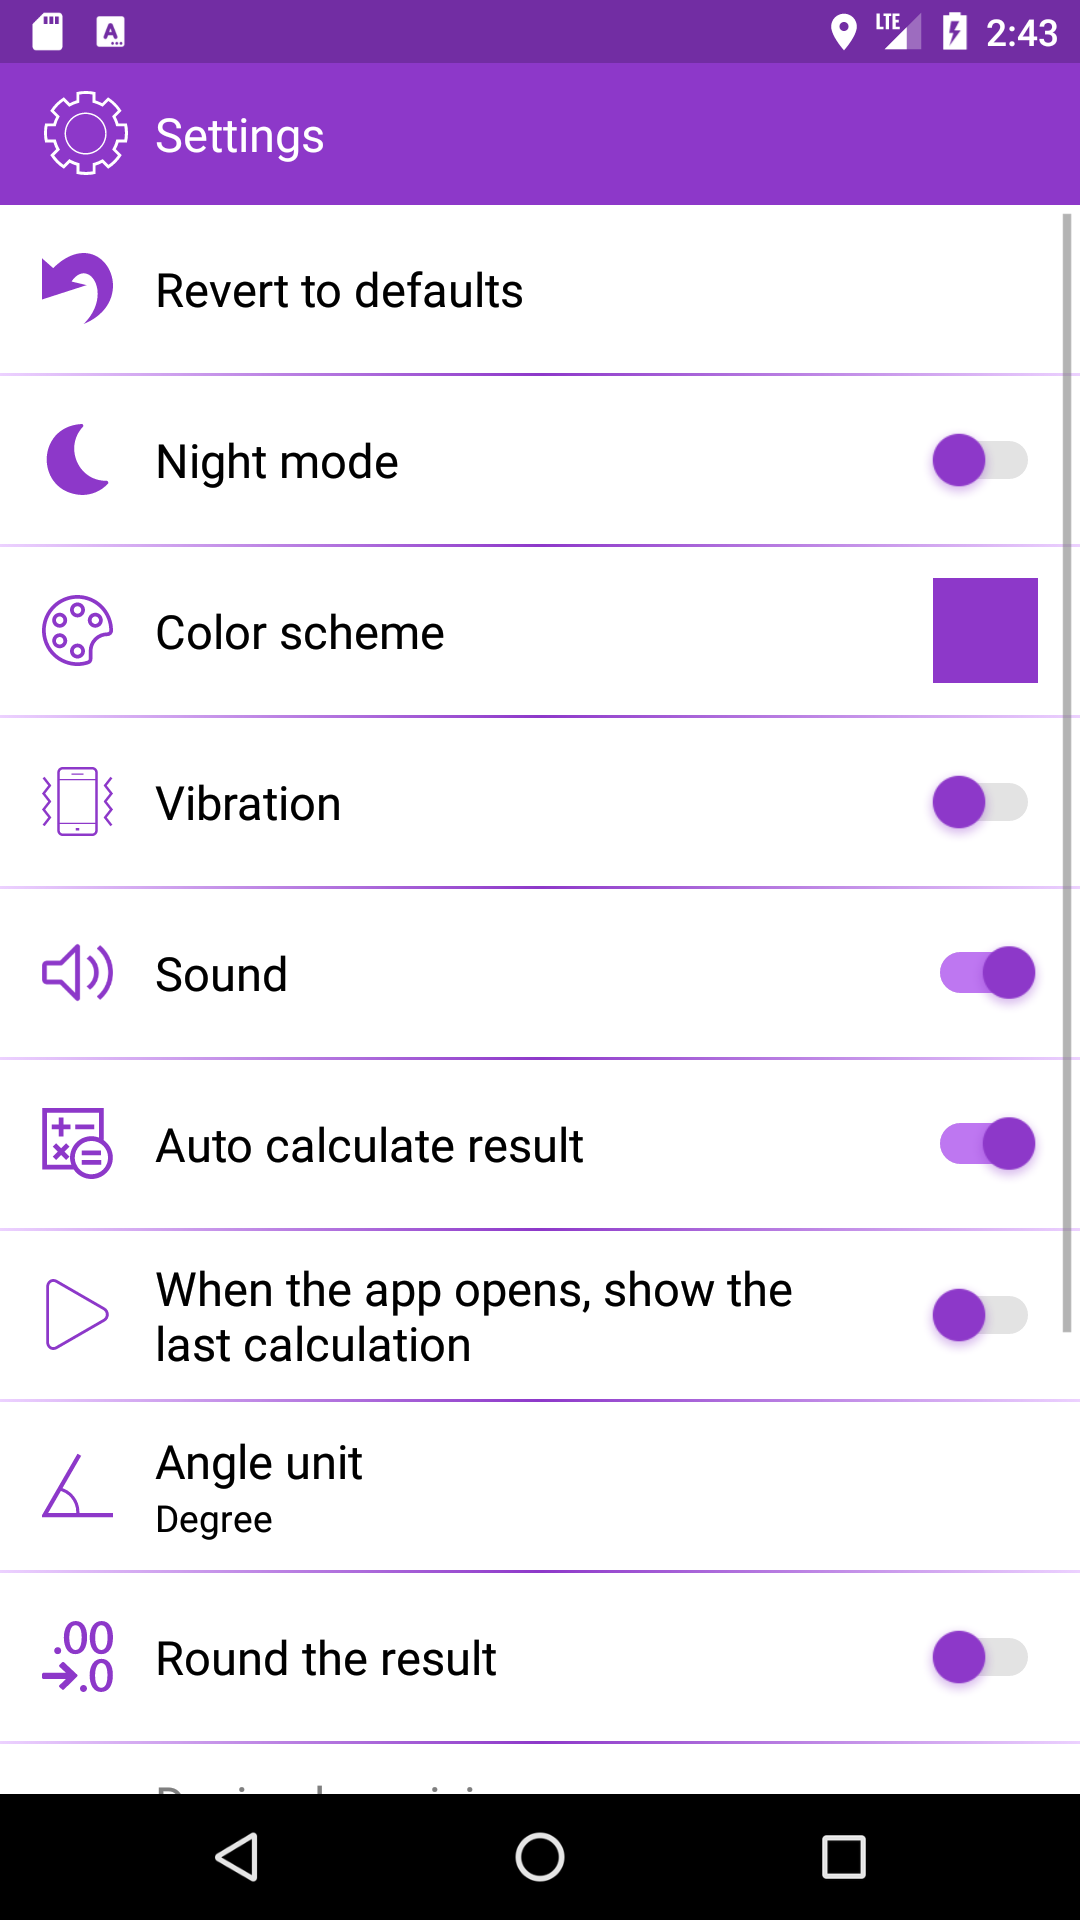 LTE 2:43
Settings
Revert to defaults
Night mode
Color scheme
Vibration
Sound
Auto calculate result
When the app opens, show the
last calculation
Angle unit
Degree
.00
→.0
Round the result